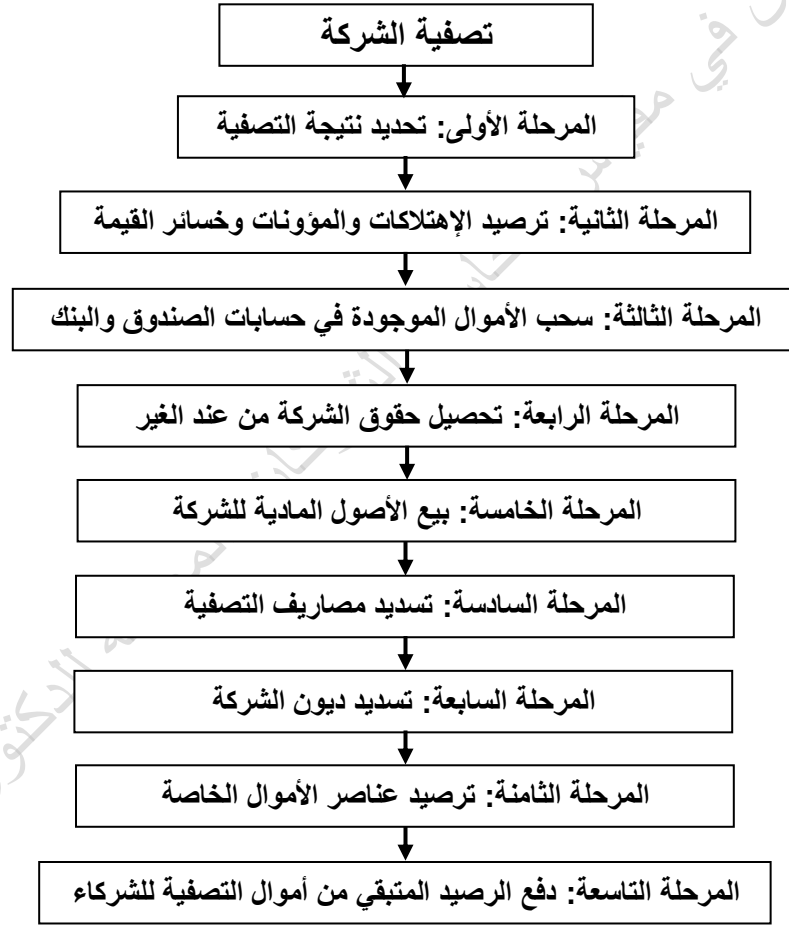 تصفية الشركة
المرحلة الأولى: تحديد نتيجة التصفية
المرحلة الثانية: ترصيد الإهتلاكات والمؤونات وخسائر القيمة
المرحلة الثالثة: سحب الأموال الموجودة في حسابات الصندوق والبنك
المرحلة الرابعة: تحصيل حقوق الشركة من عند الغير
المرحلة الخامسة: بيع الأصول المادية للشركة
المرحلة السادسة: تسديد مصاريف التصفية
المرحلة السابعة: تسديد ديون الشركة
المرحلة الثامنة: ترصيد عناصر الأموال الخاصة
المرحلة التاسعة: دفع الرصيد المتبقي من أموال التصفية للشركاء